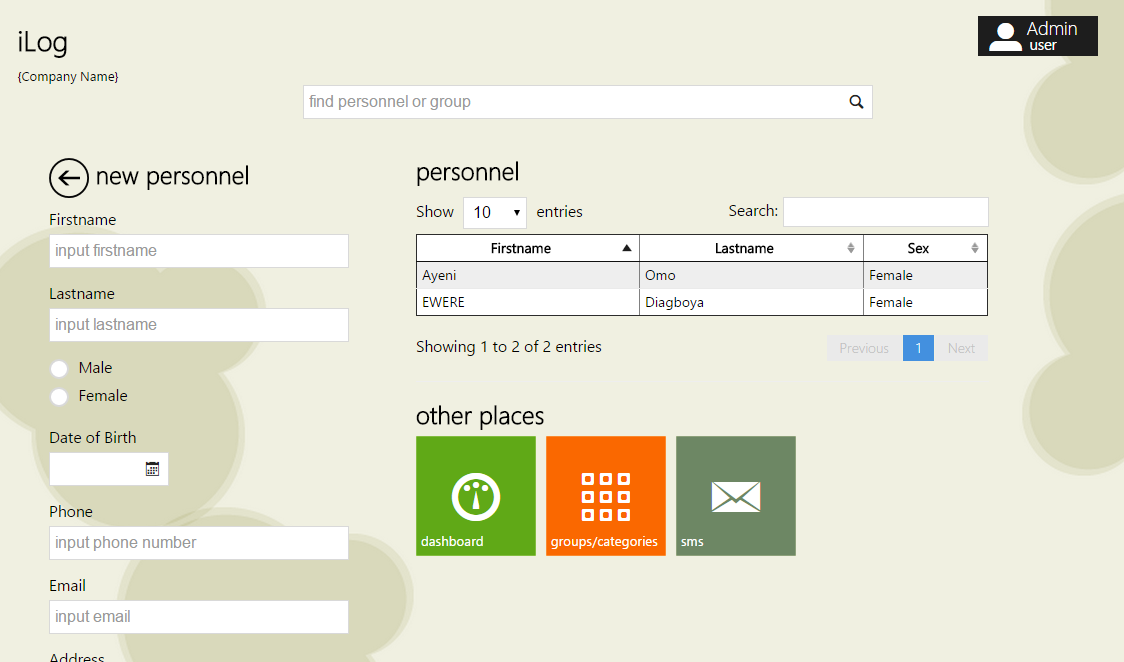 iLog
{Company Name}
Admin
user
find personnel or group
new personnel
Firstname
input firstname
Lastname
input lastname
Male
Female
Date of Birth
Phone
input phone number
Email
input email
Address
personnel
Show 10 entries Search:
Firstname Lastname Sex
Ayeni Omo Female
EWERE Diagboya Female
Showing 1 to 2 of 2 entries Previous 1 Next
other places
dashboard groups/categories sms